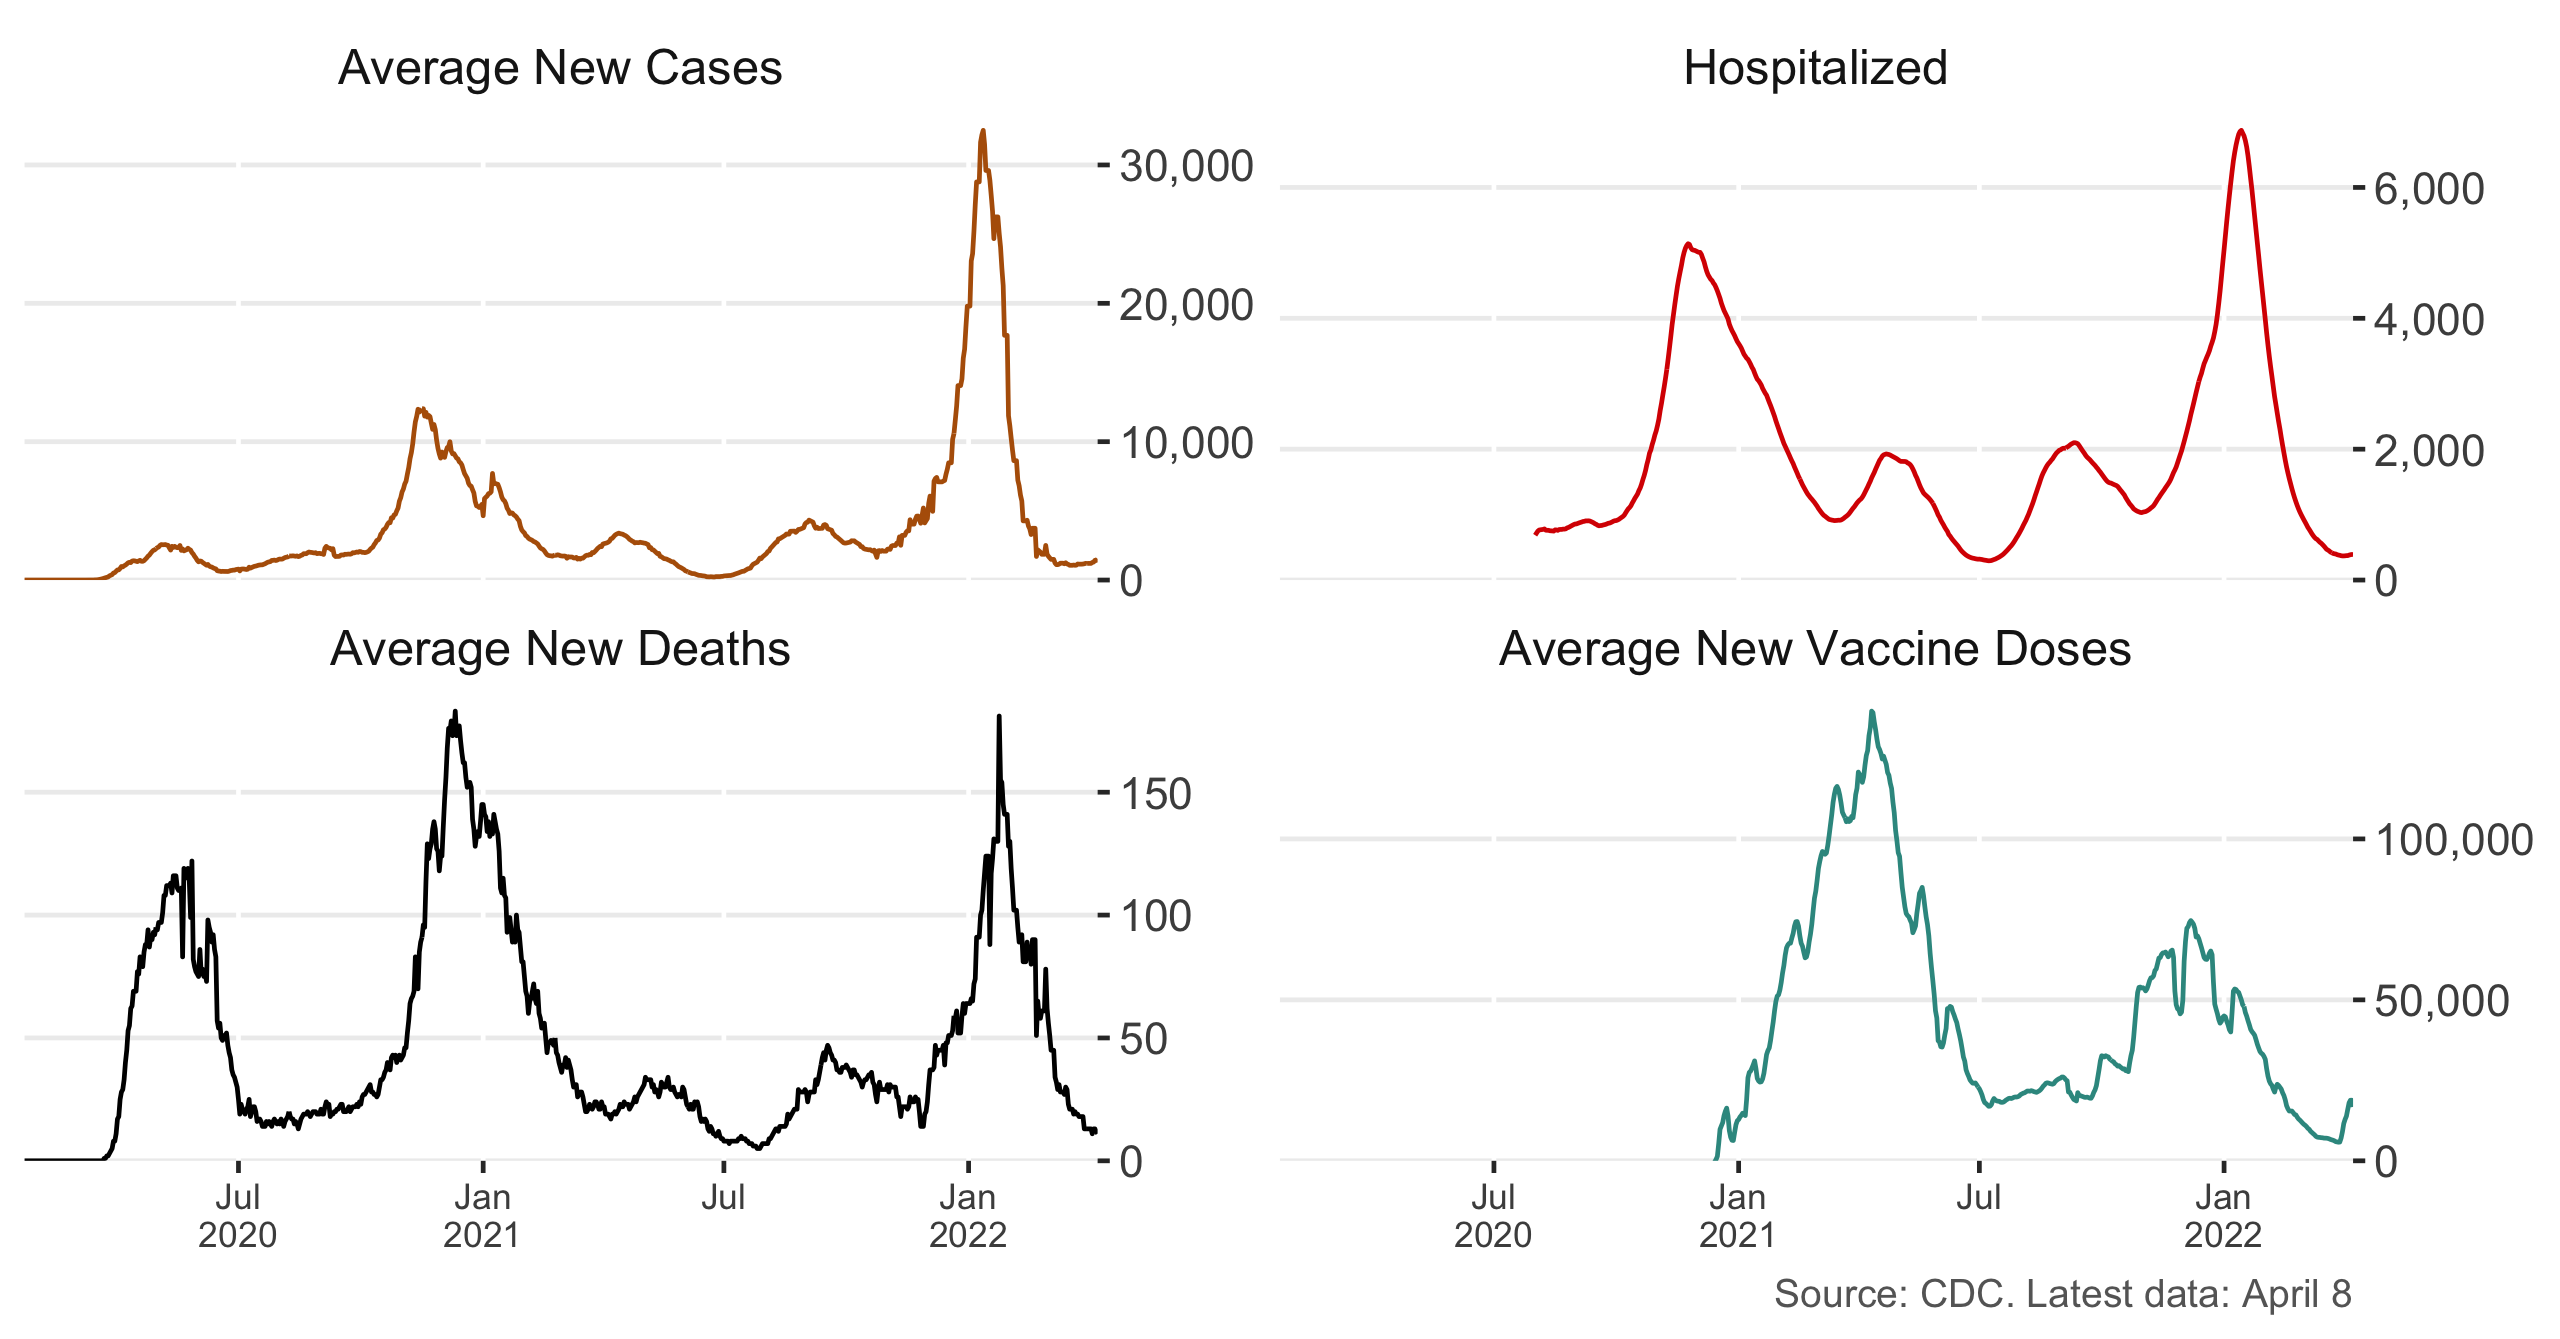 Average New Cases
30,000
20,000
10,000
0
Hospitalized
6,000
4,000
2,000
0
Average New Deaths
150
100
50
0
Jul
2020
Jan
2021
Jul
Jan
2022
Average New Vaccine Doses
100,000
50,000
0
Jul
2020
Jan
2021
Jul
Jan
2022
Source: CDC. Latest data: April 8